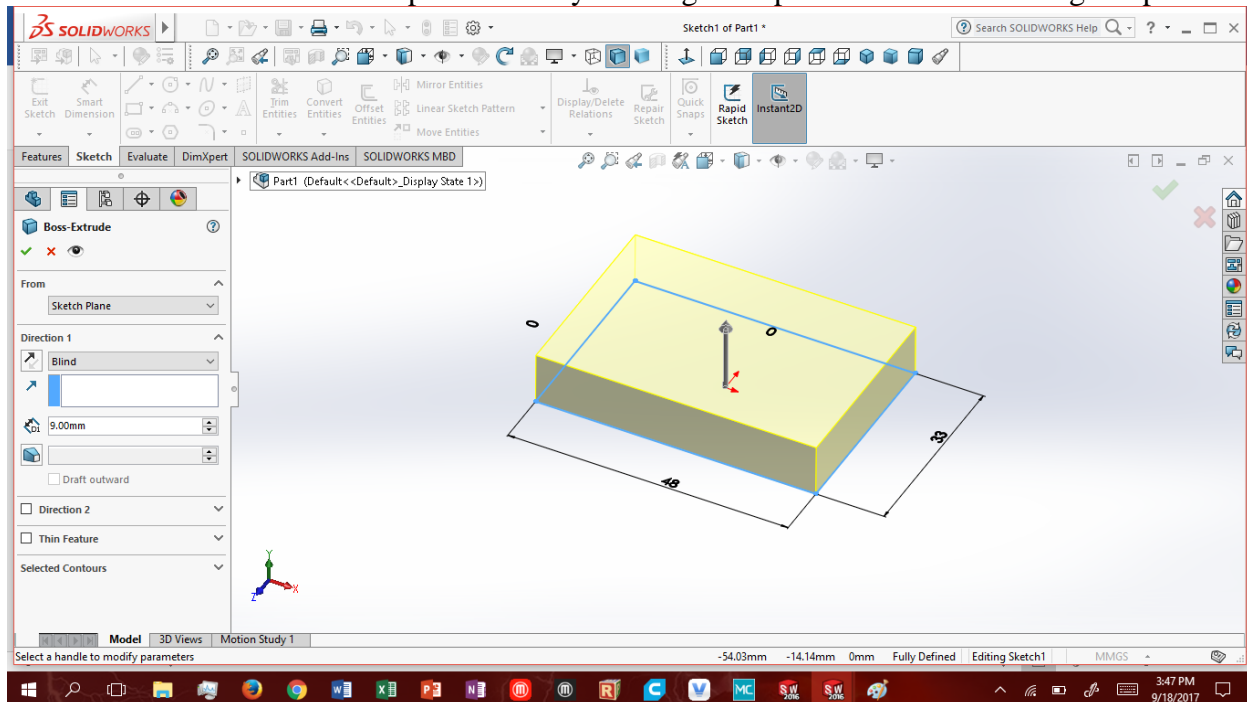 SOLIDWORKS
Sketch1 of Part1 *
Search SOLIDWORKS Help
Exit Sketch
Smart Dimension
Trim Entities
Convert Entities
Offset Entities
Mirror Entities
Linear Sketch Pattern
Move Entities
Display/Delete Relations
Repair Sketch
Quick Snaps
Rapid Sketch
Instant2D
Features Sketch Evaluate DimXpert SOLIDWORKS Add-Ins SOLIDWORKS MBD
Part1 (Default<<Default>_Display State 1>)
Boss-Extrude
From
Sketch Plane
Direction 1
Blind
D1 9.00mm
Draft outward
Direction 2
Thin Feature
Selected Contours
0
0
33
48
Y
X
Z
Model 3D Views Motion Study 1
Select a handle to modify parameters
-54.03mm -14.14mm 0mm Fully Defined Editing Sketch1 MMGS
3:47 PM
9/18/2017